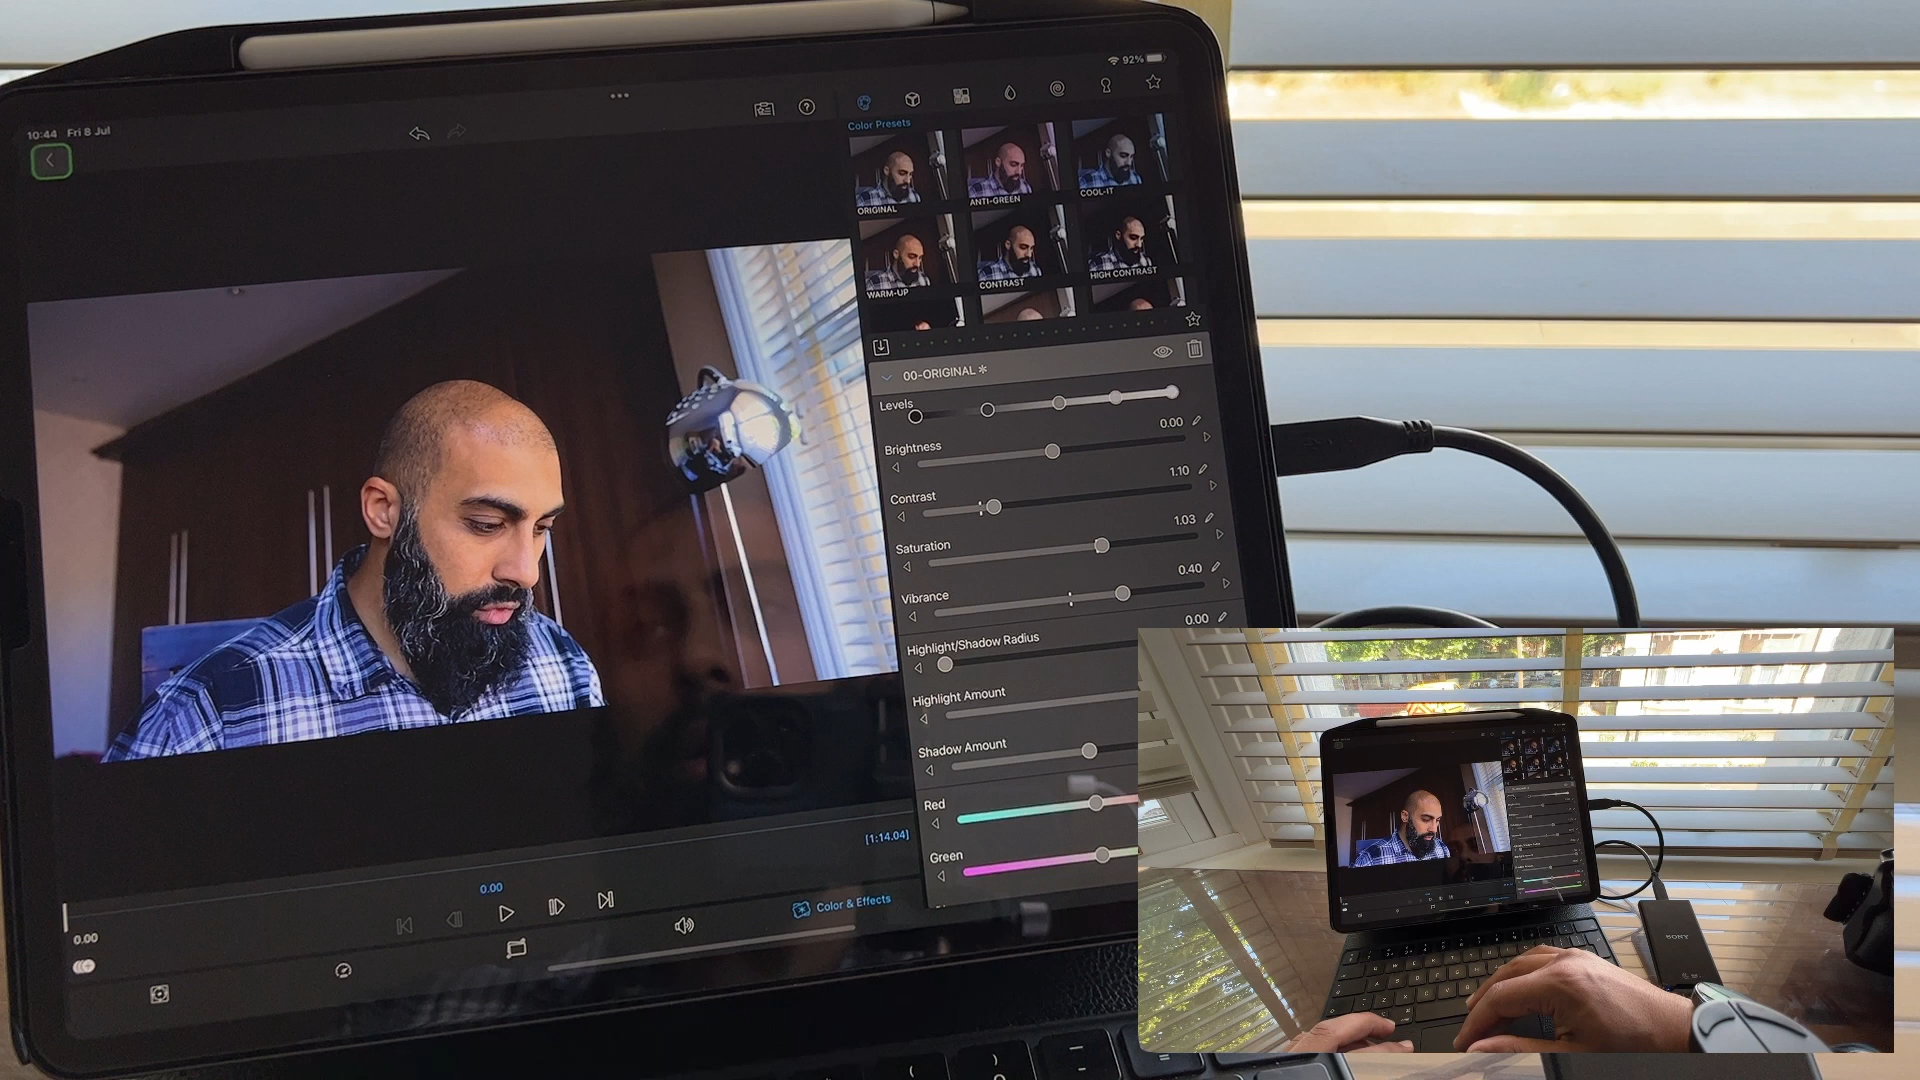 92%
10:44 Fri 8 Jul
Color Presets
ORIGINAL
ANTI-GREEN
COOL-IT
WARM-UP
CONTRAST
HIGH CONTRAST
00-ORIGINAL*
Levels
0.00
Brightness
1.10
Contrast
1.03
Saturation
0.40
Vibrance
0.00
Highlight/Shadow Radius
Highlight Amount
Shadow Amount
Red
Green
[1:14.04]
0.00
Color & Effects
0.00
SONY